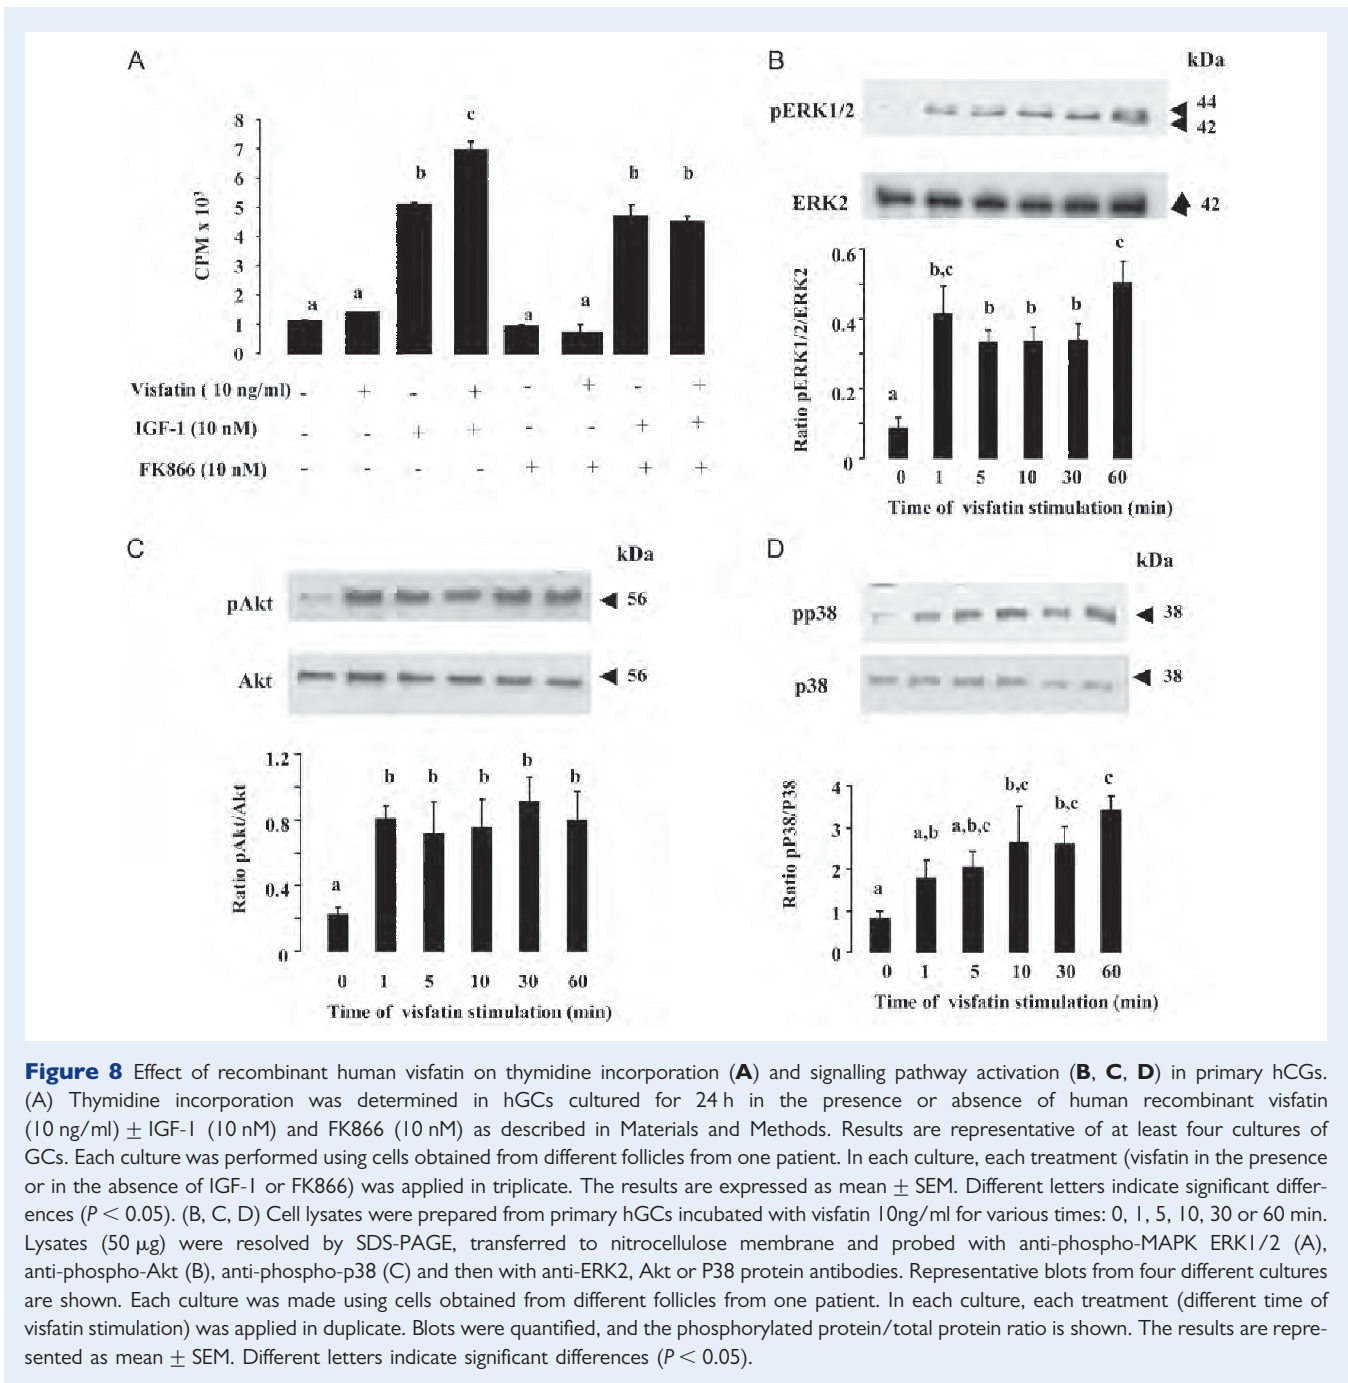 A
8
7
6
5
4
3
2
1
0
CPM x 10³
a
a
b
c
a
a
b
b
Visfatin ( 10 ng/ml) - + - + - + - +
IGF-1 (10 nM) - - + + - - + +
FK866 (10 nM) - - - - + + + +
B
kDa
pERK1/2
44
42
ERK2
42
0.6
0.4
0.2
0
Ratio pERK1/2/ERK2
a
b,c
b
b
b
c
0 1 5 10 30 60
Time of visfatin stimulation (min)
C
kDa
pAkt
56
Akt
56
1.2
0.8
0.4
0
Ratio pAkt/Akt
a
b
b
b
b
b
0 1 5 10 30 60
Time of visfatin stimulation (min)
D
kDa
pp38
38
p38
38
4
3
2
1
0
Ratio pP38/P38
a
a,b
a,b,c
b,c
b,c
c
0 1 5 10 30 60
Time of visfatin stimulation (min)
Figure 8 Effect of recombinant human visfatin on thymidine incorporation (A) and signalling pathway activation (B, C, D) in primary hCGs.
(A) Thymidine incorporation was determined in hGCs cultured for 24 h in the presence or absence of human recombinant visfatin
(10 ng/ml) ± IGF-1 (10 nM) and FK866 (10 nM) as described in Materials and Methods. Results are representative of at least four cultures of
GCs. Each culture was performed using cells obtained from different follicles from one patient. In each culture, each treatment (visfatin in the presence
or in the absence of IGF-1 or FK866) was applied in triplicate. The results are expressed as mean ± SEM. Different letters indicate significant differ-
ences (P < 0.05). (B, C, D) Cell lysates were prepared from primary hGCs incubated with visfatin 10ng/ml for various times: 0, 1, 5, 10, 30 or 60 min.
Lysates (50 μg) were resolved by SDS-PAGE, transferred to nitrocellulose membrane and probed with anti-phospho-MAPK ERK1/2 (A),
anti-phospho-Akt (B), anti-phospho-p38 (C) and then with anti-ERK2, Akt or P38 protein antibodies. Representative blots from four different cultures
are shown. Each culture was made using cells obtained from different follicles from one patient. In each culture, each treatment (different time of
visfatin stimulation) was applied in duplicate. Blots were quantified, and the phosphorylated protein/total protein ratio is shown. The results are repre-
sented as mean ± SEM. Different letters indicate significant differences (P < 0.05).